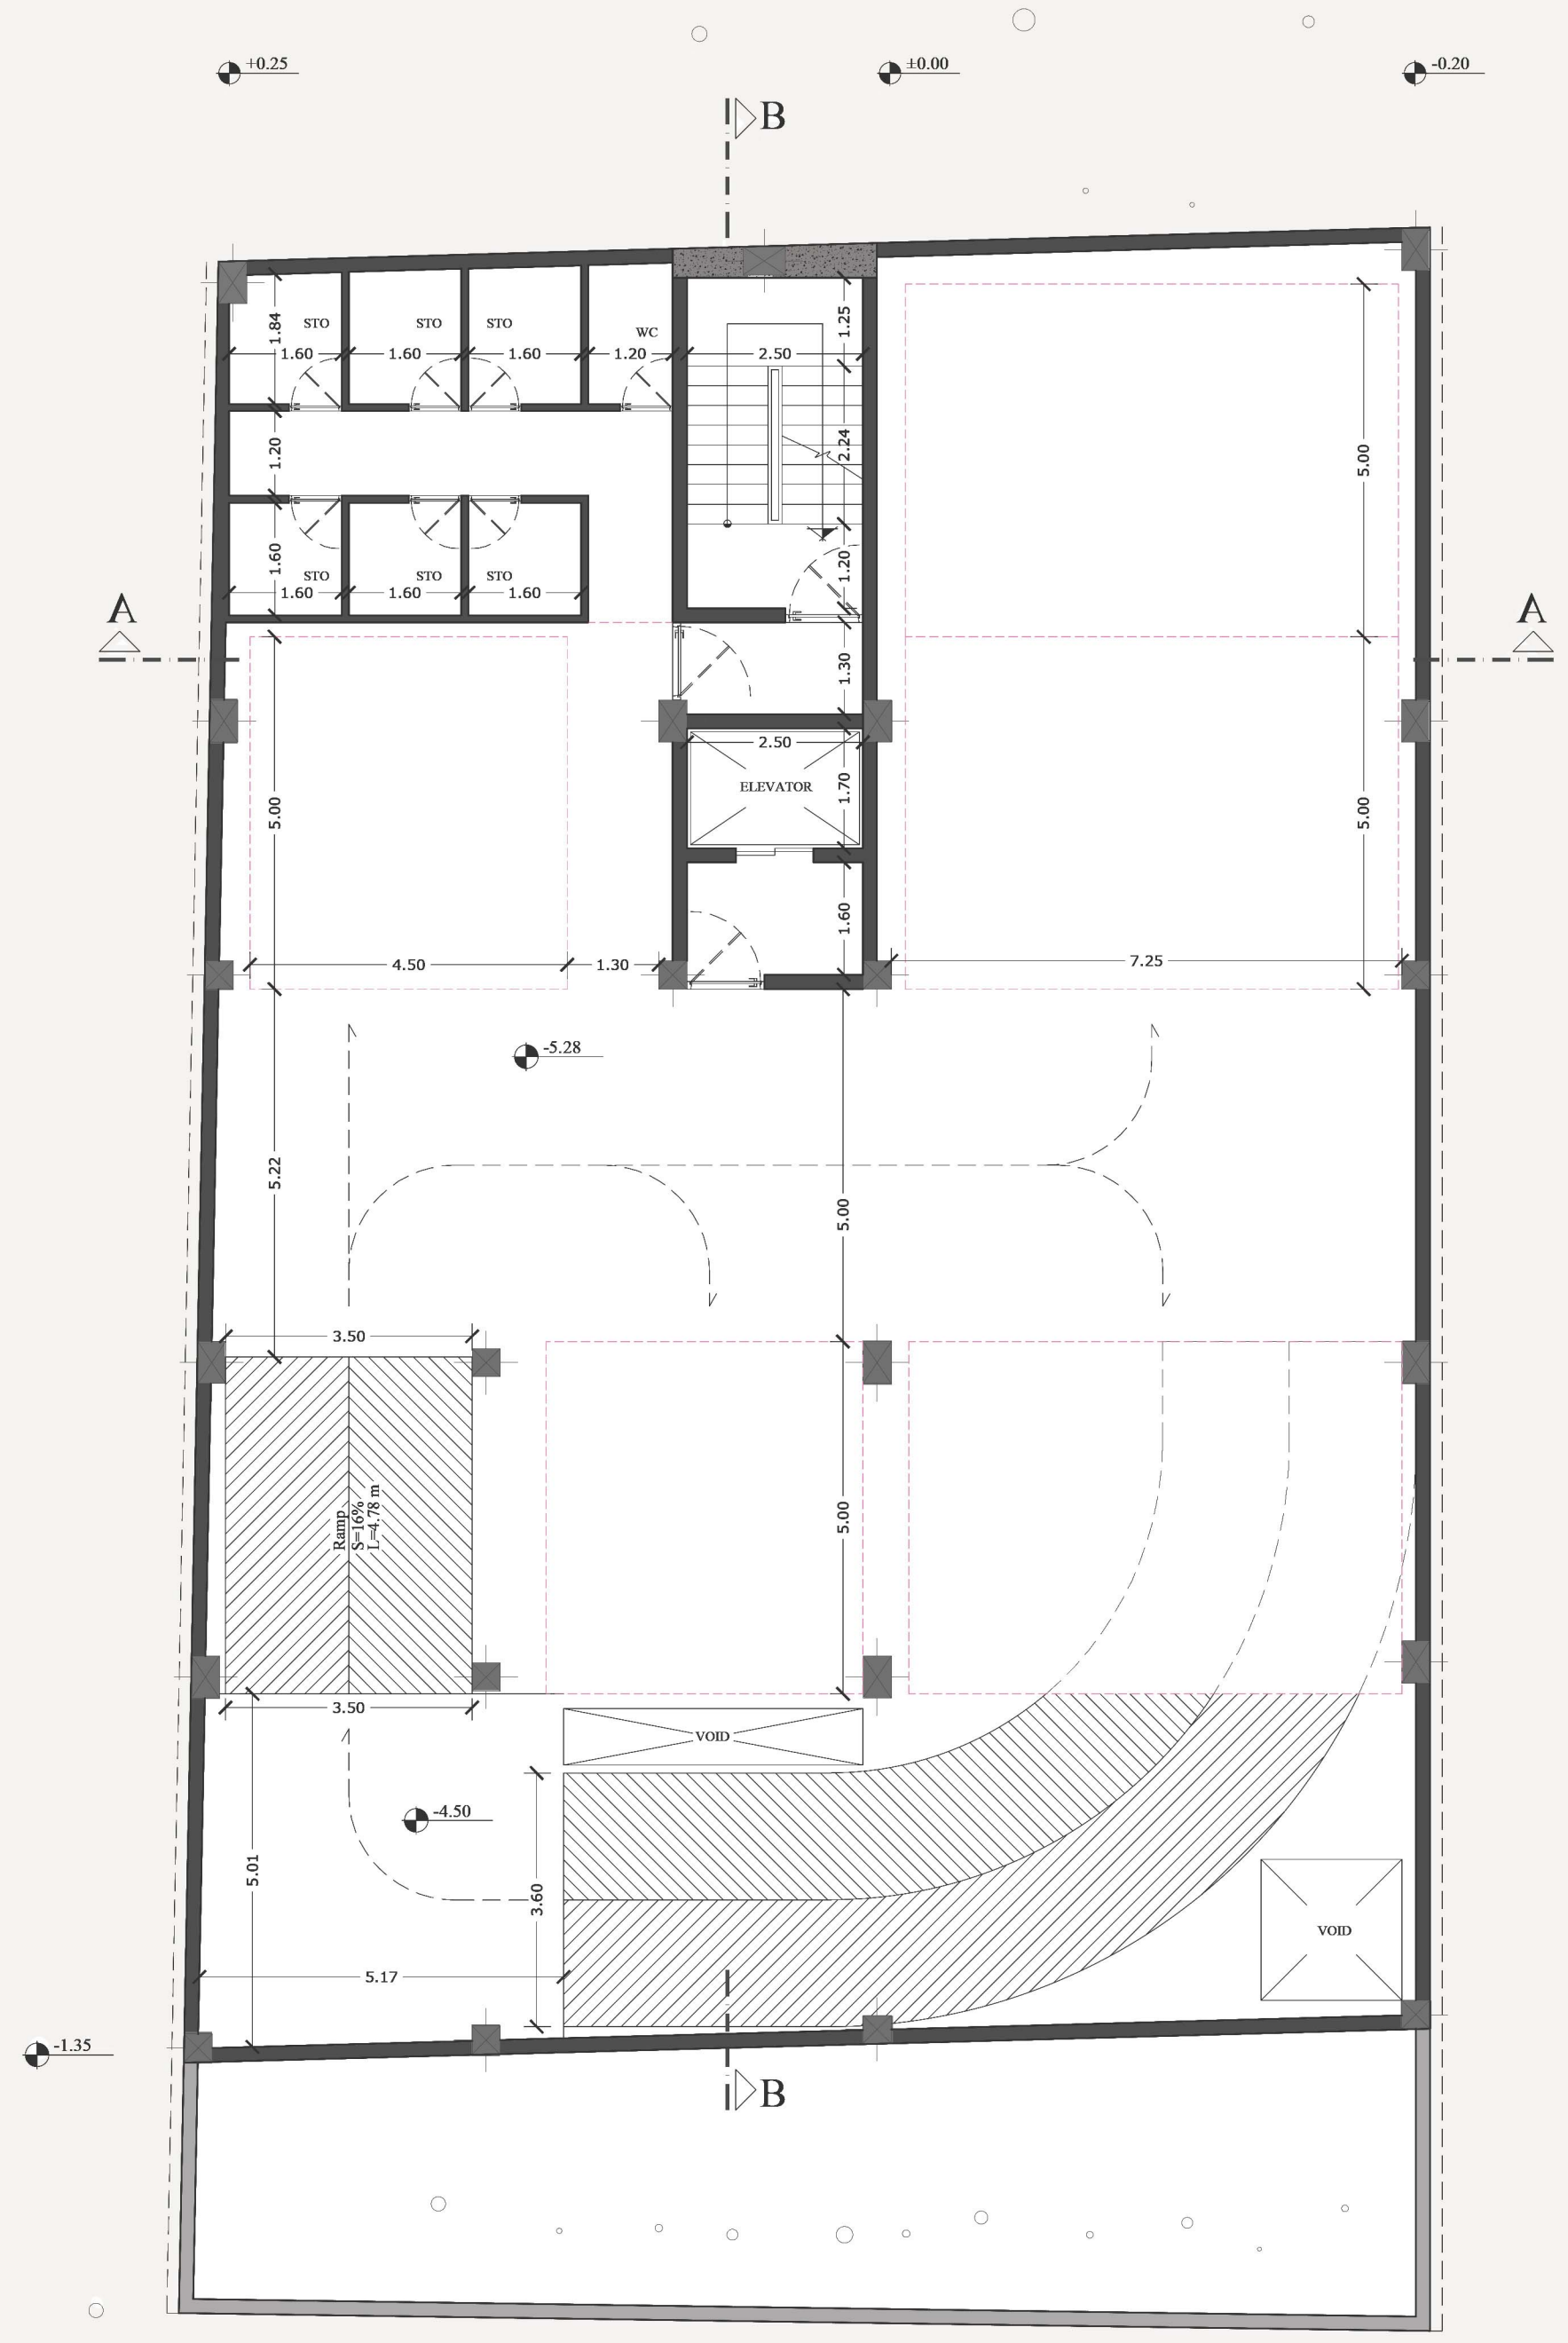 +0.25
±0.00
-0.20
B
1.84
STO
STO
STO
WC
1.25
1.60
1.60
1.60
1.20
2.50
1.20
2.24
5.00
1.60
STO
STO
STO
1.20
1.60
1.60
1.60
A
A
1.30
2.50
ELEVATOR
1.70
5.00
5.00
1.60
4.50
1.30
7.25
-5.28
5.22
5.00
3.50
Ramp
S=16%
L=4.78 m
5.00
3.50
VOID
-4.50
5.01
3.60
VOID
5.17
-1.35
B